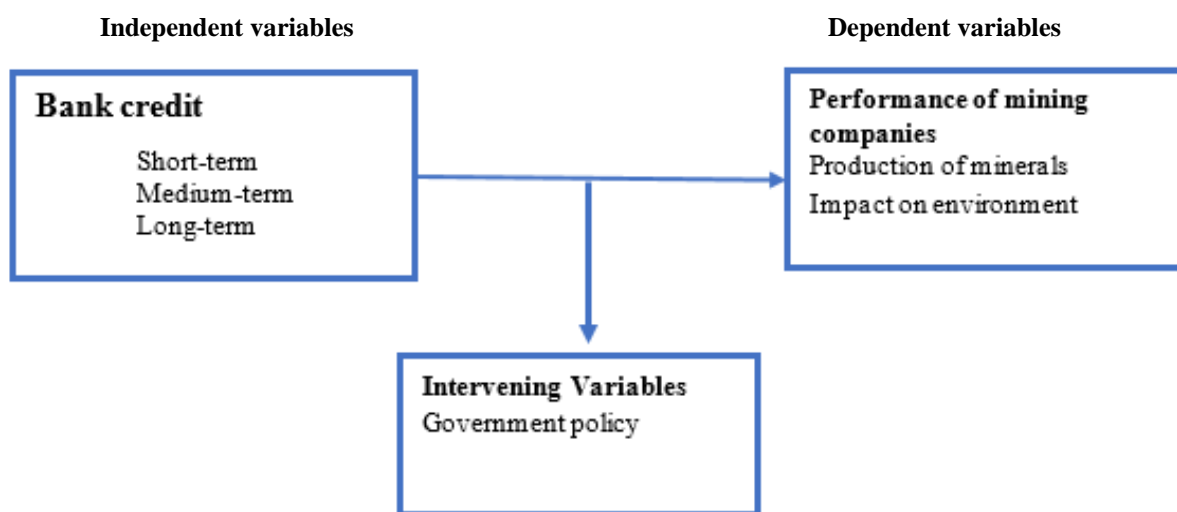 Independent variables
Dependent variables
Bank credit
Short-term
Medium-term
Long-term
Performance of mining
companies
Production of minerals
Impact on environment
Intervening Variables
Government policy